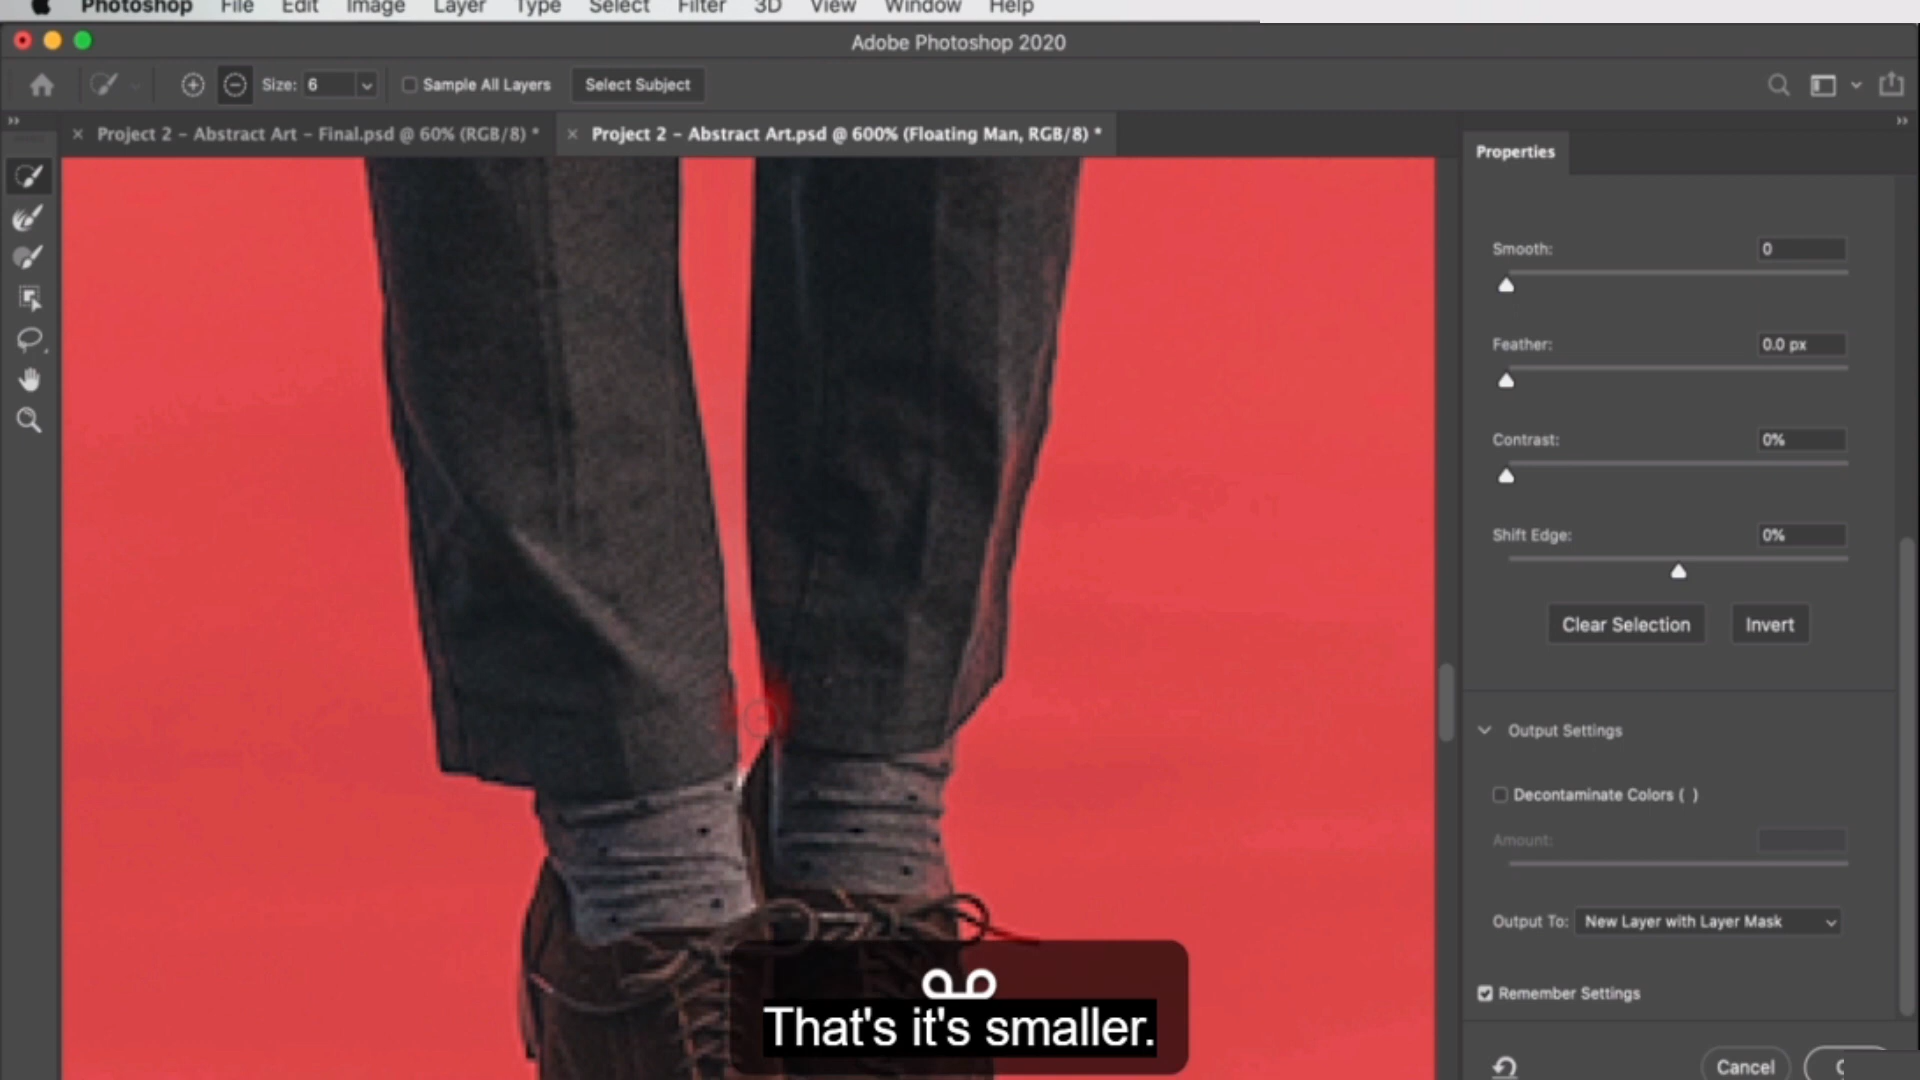 Photoshop File Edit Image Layer Type Select Filter 3D View Window Help
Adobe Photoshop 2020
Size: 6 Sample All Layers Select Subject
Project 2 - Abstract Art - Final.psd @ 60% (RGB/8) *
Project 2 - Abstract Art.psd @ 600% (Floating Man, RGB/8) *
Properties
Smooth: 0
Feather: 0.0 px
Contrast: 0%
Shift Edge: 0%
Clear Selection Invert
Output Settings
Decontaminate Colors ( )
Amount:
Output To: New Layer with Layer Mask
Remember Settings
That's it's smaller.
Cancel